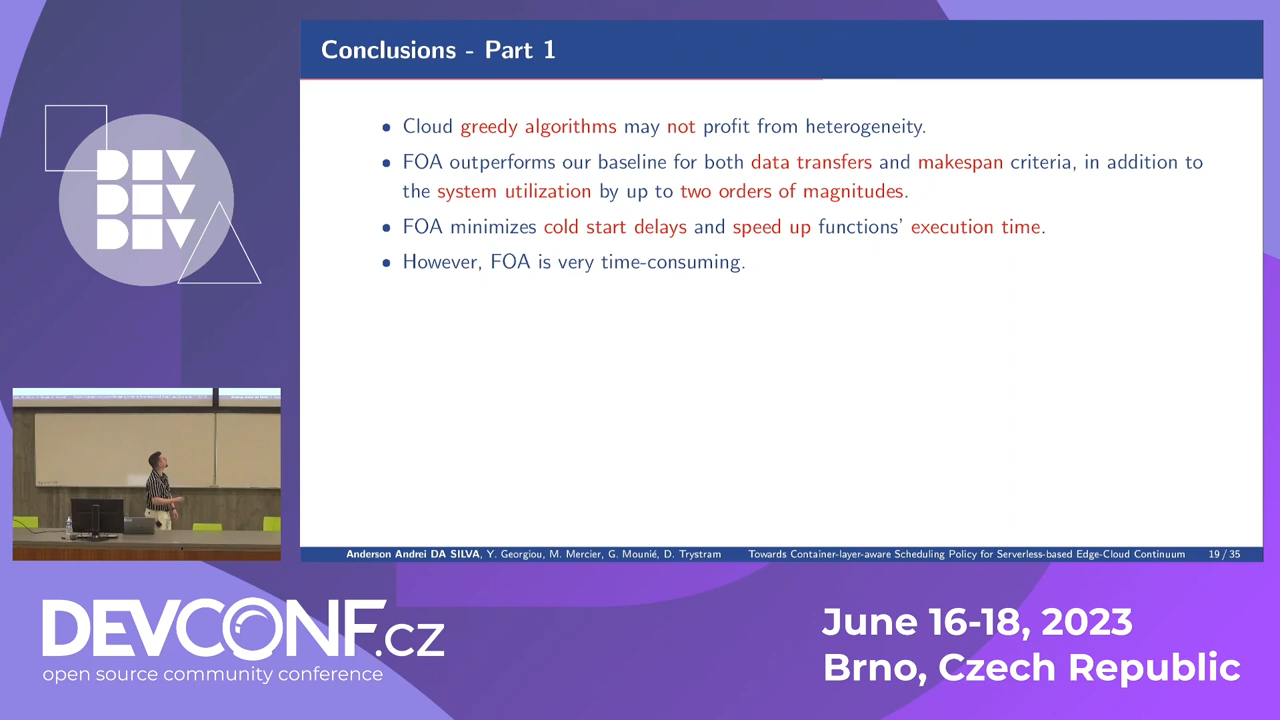 Conclusions - Part 1
DEV
DEV
DEV
• Cloud greedy algorithms may not profit from heterogeneity.
• FOA outperforms our baseline for both data transfers and makespan criteria, in addition to
the system utilization by up to two orders of magnitudes.
• FOA minimizes cold start delays and speed up functions' execution time.
• However, FOA is very time-consuming.
Anderson Andrei DA SILVA, Y. Georgiou, M. Mercier, G. Mounié, D. Trystram Towards Container-layer-aware Scheduling Policy for Serverless-based Edge-Cloud Continuum 19 / 35
DEVCONF.cz
open source community conference
June 16-18, 2023
Brno, Czech Republic